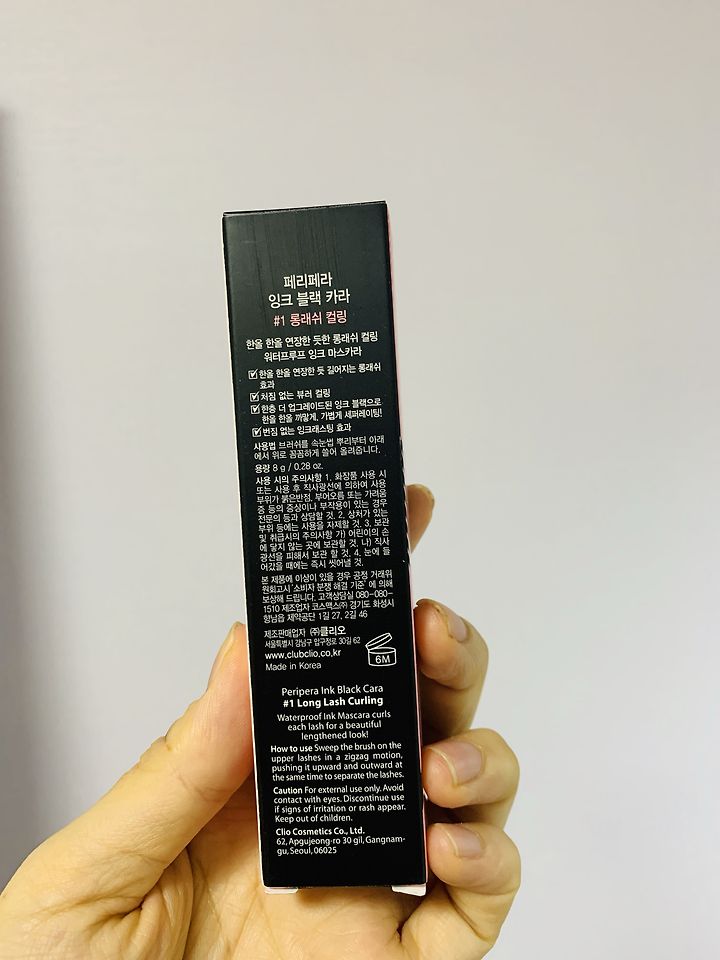 페리페라
잉크 블랙 카라
#1 롱래쉬 컬링
한올 한올 연장한 듯한 롱래쉬 컬링
워터프루프 잉크 마스카라
한올 한올 연장한 듯 길어지는 롱래쉬
효과
처짐 없는 뷰러 컬링
한층 더 업그레이드된 잉크 블랙으로
한올 한올 까맣게, 가볍게 세퍼레이팅!
번짐 없는 잉크래스팅 효과
사용법 브러쉬를 속눈썹 뿌리부터 아래
에서 위로 꼼꼼하게 쓸어 올려줍니다.
용량 8 g / 0.28 oz.
사용 시의 주의사항 1. 화장품 사용 시
또는 사용 후 직사광선에 의하여 사용
부위가 붉은반점, 부어오름 또는 가려움
증 등의 증상이나 부작용이 있는 경우
전문의 등과 상담할 것. 2. 상처가 있는
부위 등에는 사용을 자제할 것. 3. 보관
및 취급시의 주의사항 가) 어린이의 손
에 닿지 않는 곳에 보관할 것. 나) 직사
광선을 피해서 보관 할 것. 4. 눈에 들
어갔을 때에는 즉시 씻어낼 것.
본 제품에 이상이 있을 경우 공정 거래위
원회고시 '소비자 분쟁 해결 기준' 에 의해
보상해 드립니다. 고객상담실 080-080-
1510 제조업자 코스맥스㈜ 경기도 화성시
향남읍 제약공단 1길 27, 2길 46
제조판매업자 ㈜클리오
서울특별시 강남구 압구정로 30길 62
www.clubclio.co.kr
Made in Korea
6M
Peripera Ink Black Cara
#1 Long Lash Curling
Waterproof Ink Mascara curls
each lash for a beautiful
lengthened look!
How to use Sweep the brush on the
upper lashes in a zigzag motion,
pushing it upward and outward at
the same time to separate the lashes.
Caution For external use only. Avoid
contact with eyes. Discontinue use
if signs of irritation or rash appear.
Keep out of children.
Clio Cosmetics Co., Ltd.
62, Apgujeong-ro 30 gil, Gangnam-
gu, Seoul, 06025